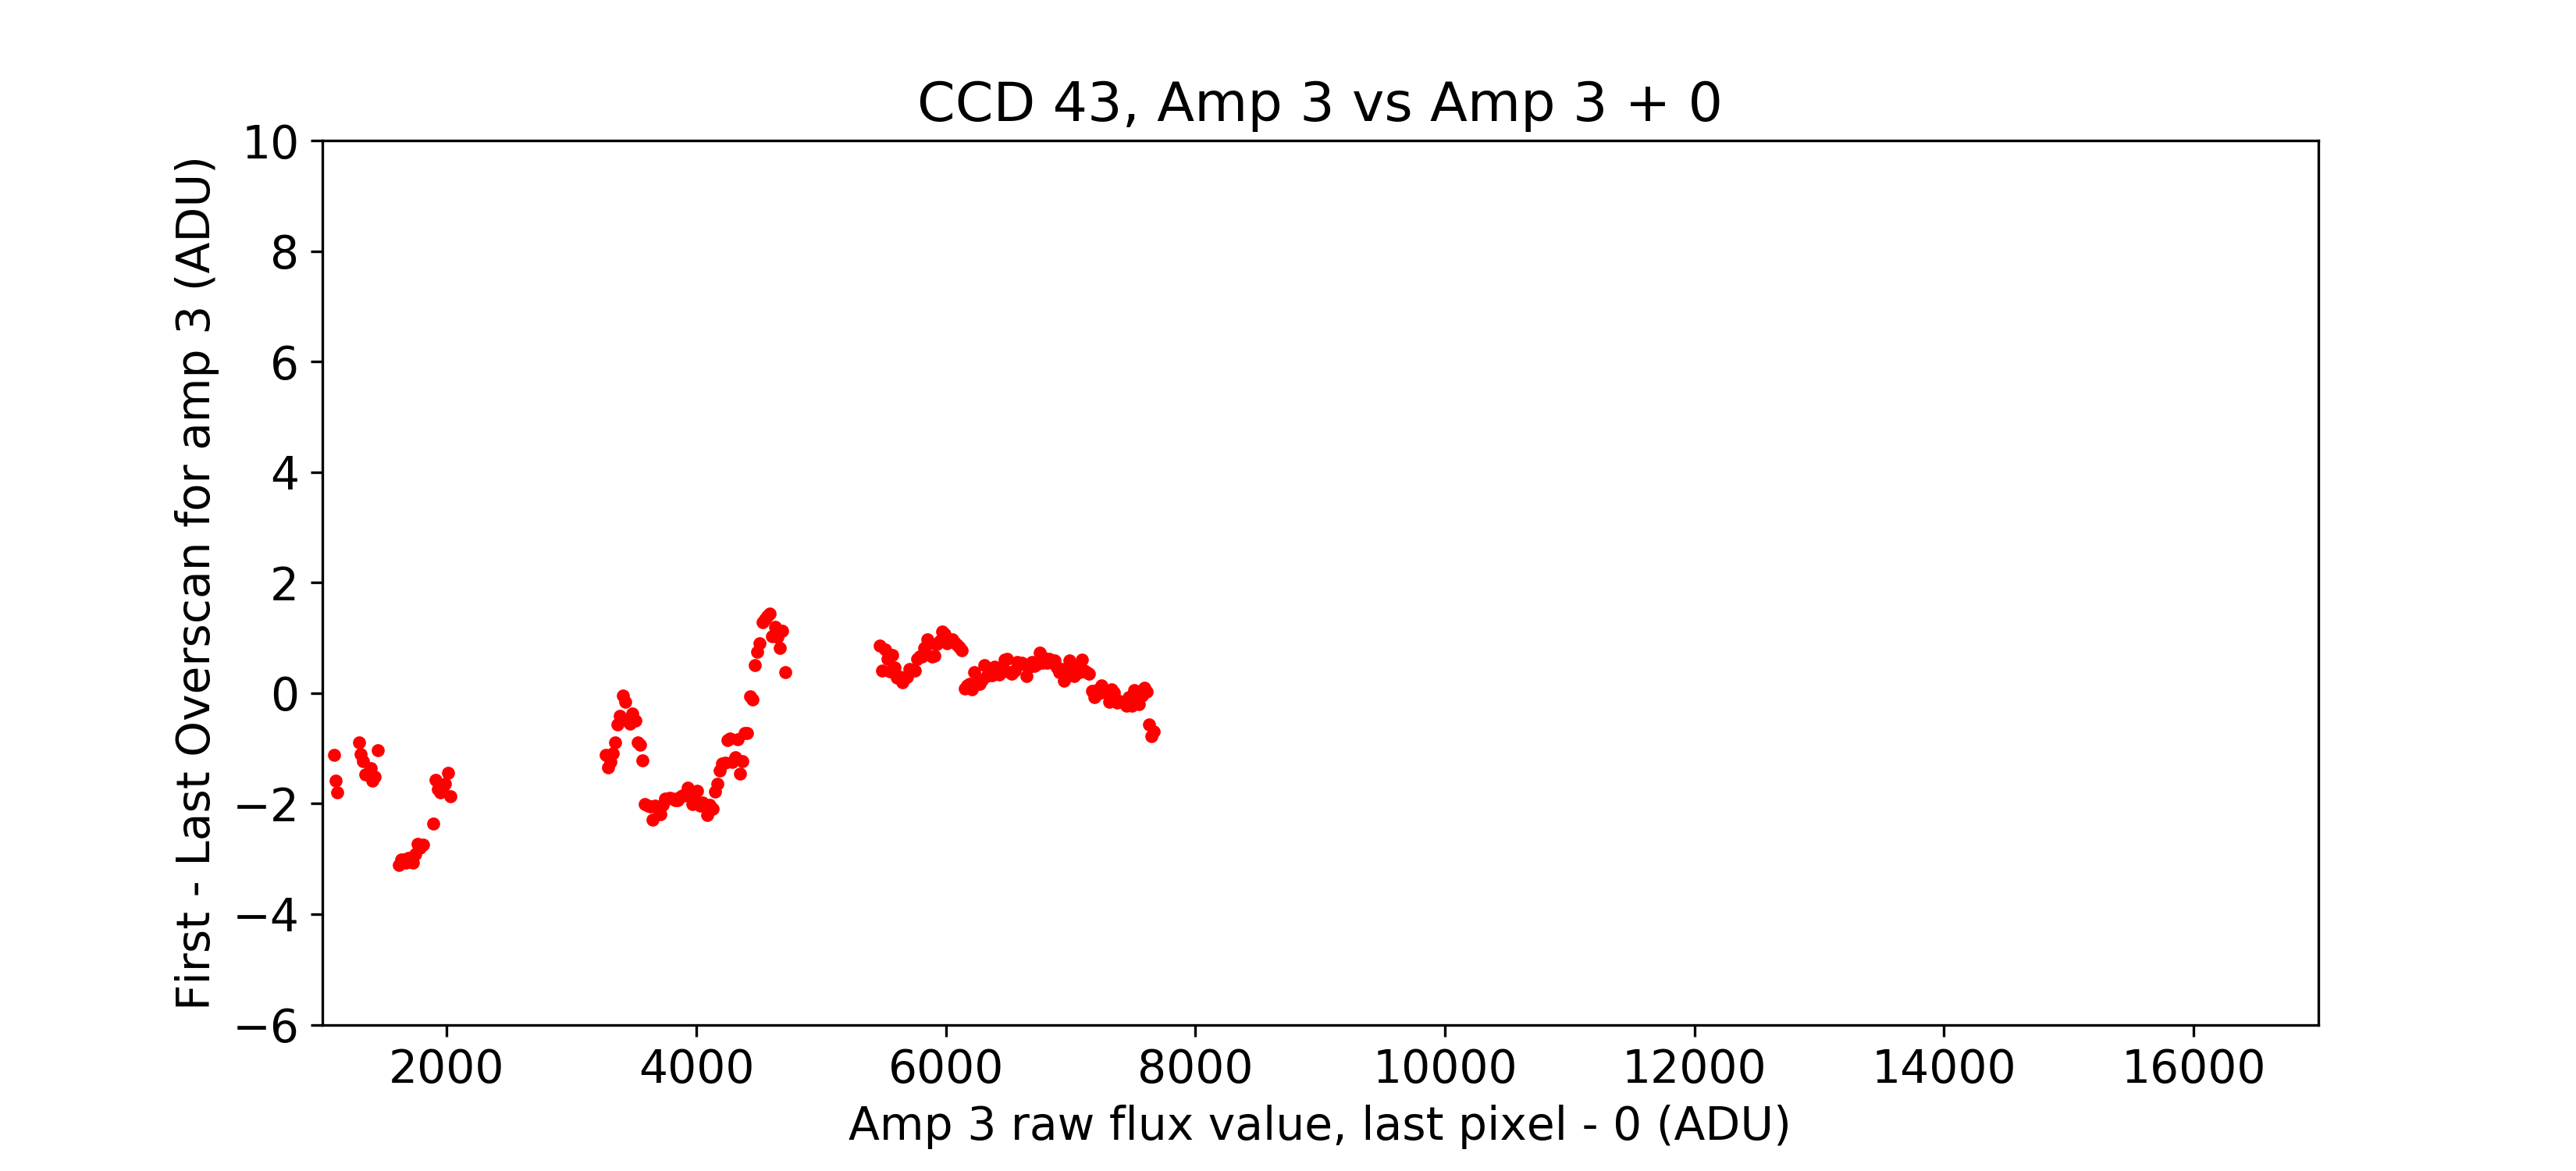 CCD 43, Amp 3 vs Amp 3 + 0
First - Last Overscan for amp 3 (ADU)
10
8
6
4
2
0
−2
−4
−6
2000 4000 6000 8000 10000 12000 14000 16000
Amp 3 raw flux value, last pixel - 0 (ADU)